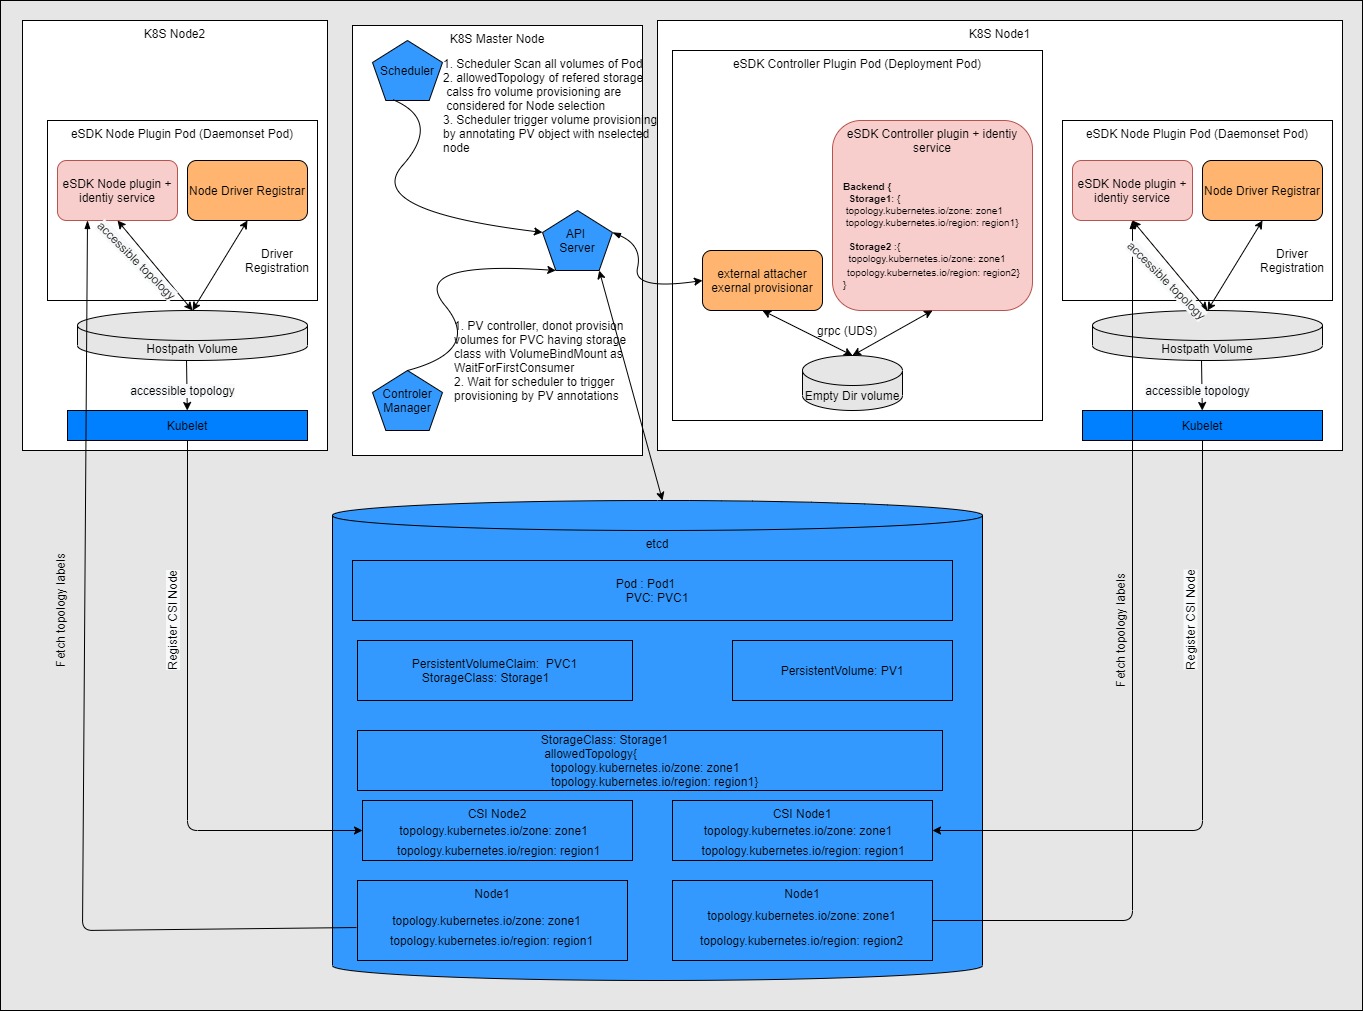 K8S Node2
eSDK Node Plugin Pod (Daemonset Pod)
eSDK Node plugin +
identiy service
Node Driver Registrar
accessible topology
Driver
Registration
Hostpath Volume
accessible topology
Kubelet
K8S Master Node
Scheduler
1. Scheduler Scan all volumes of Pod
2. allowedTopology of refered storage
calss fro volume provisioning are
considered for Node selection
3. Scheduler trigger volume provisioning
by annotating PV object with nselected
node
API
Server
1. PV controller, donot provision
volumes for PVC having storage
class with VolumeBindMount as
WaitForFirstConsumer
2. Wait for scheduler to trigger
provisioning by PV annotations
Controler
Manager
K8S Node1
eSDK Controller Plugin Pod (Deployment Pod)
eSDK Controller plugin + identiy
service
Backend {
Storage1: {
topology.kubernetes.io/zone: zone1
topology.kubernetes.io/region: region1}
Storage2 :{
topology.kubernetes.io/zone: zone1
topology.kubernetes.io/region: region2}
}
external attacher
exernal provisionar
grpc (UDS)
Empty Dir volume
eSDK Node Plugin Pod (Daemonset Pod)
eSDK Node plugin +
identiy service
Node Driver Registrar
accessible topology
Driver
Registration
Hostpath Volume
accessible topology
Kubelet
Fetch topology labels
Register CSI Node
Fetch topology labels
Register CSI Node
etcd
Pod : Pod1
PVC: PVC1
PersistentVolumeClaim:  PVC1
StorageClass: Storage1
PersistentVolume: PV1
StorageClass: Storage1
allowedTopology{
topology.kubernetes.io/zone: zone1
topology.kubernetes.io/region: region1}
CSI Node2
topology.kubernetes.io/zone: zone1
topology.kubernetes.io/region: region1
CSI Node1
topology.kubernetes.io/zone: zone1
topology.kubernetes.io/region: region1
Node1
topology.kubernetes.io/zone: zone1
topology.kubernetes.io/region: region1
Node1
topology.kubernetes.io/zone: zone1
topology.kubernetes.io/region: region2